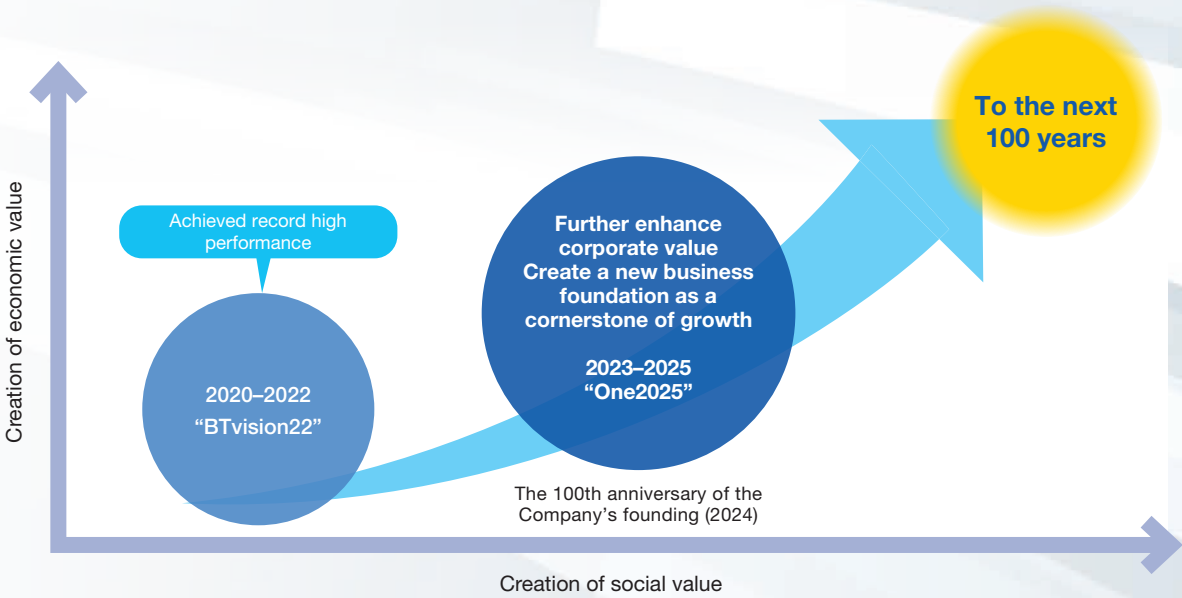 Creation of economic value
Achieved record high
performance
2020–2022
“BTvision22”
Further enhance
corporate value
Create a new business
foundation as a
cornerstone of growth
2023–2025
“One2025”
The 100th anniversary of the
Company’s founding (2024)
To the next
100 years
Creation of social value